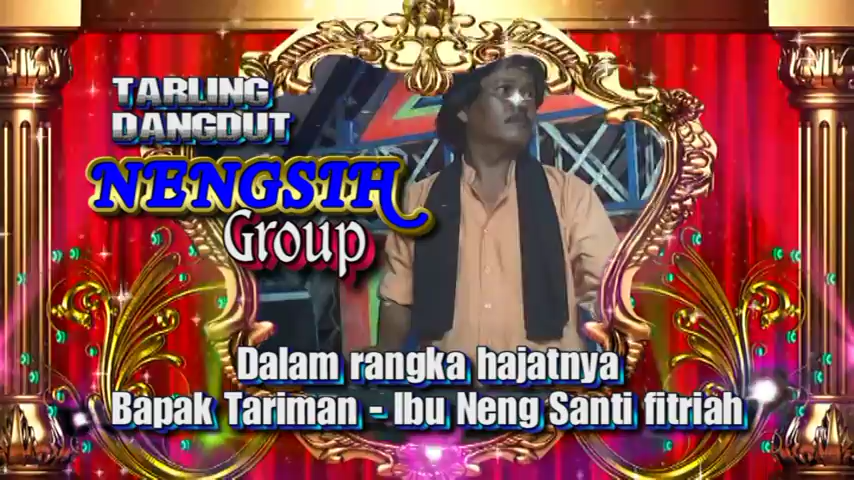 TARLING
DANGDUT
NENGSIH
Group
Dalam rangka hajatnya
Bapak Tariman - Ibu Neng Santi fitriah